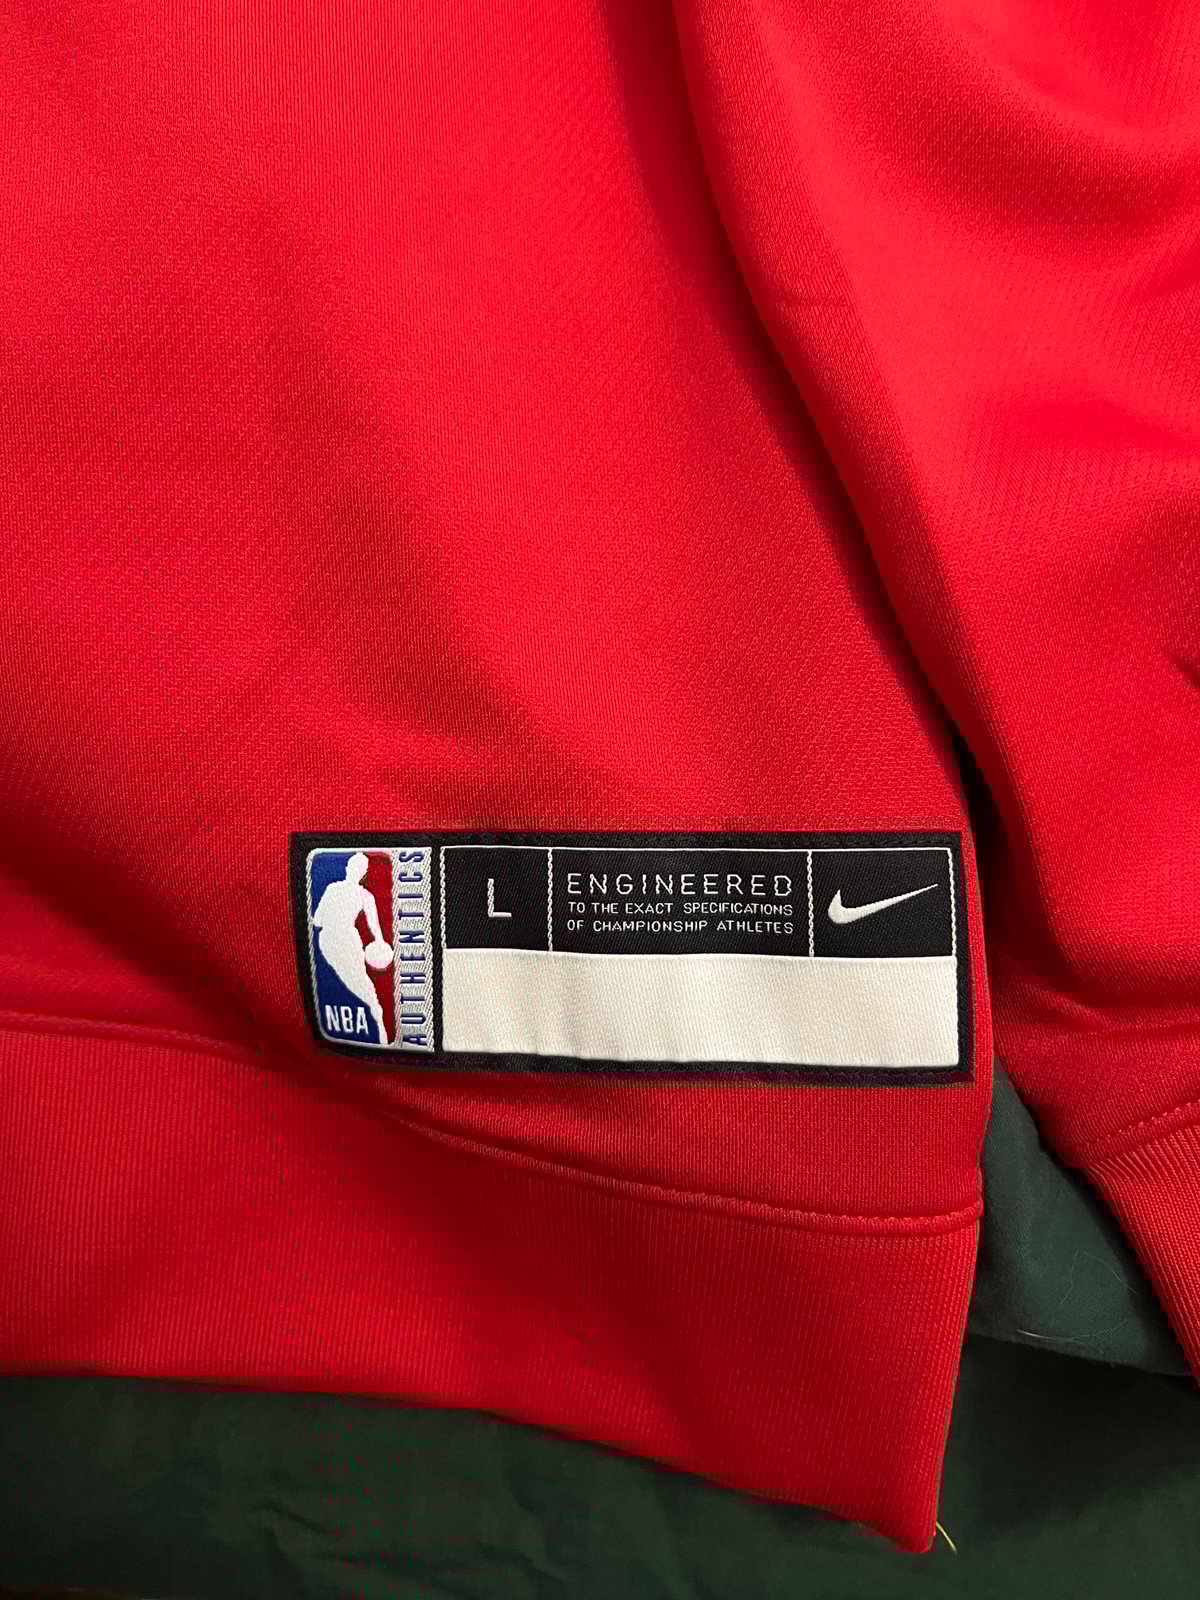 NBA
AUTHENTICS
L
ENGINEERED
TO THE EXACT SPECIFICATIONS
OF CHAMPIONSHIP ATHLETES